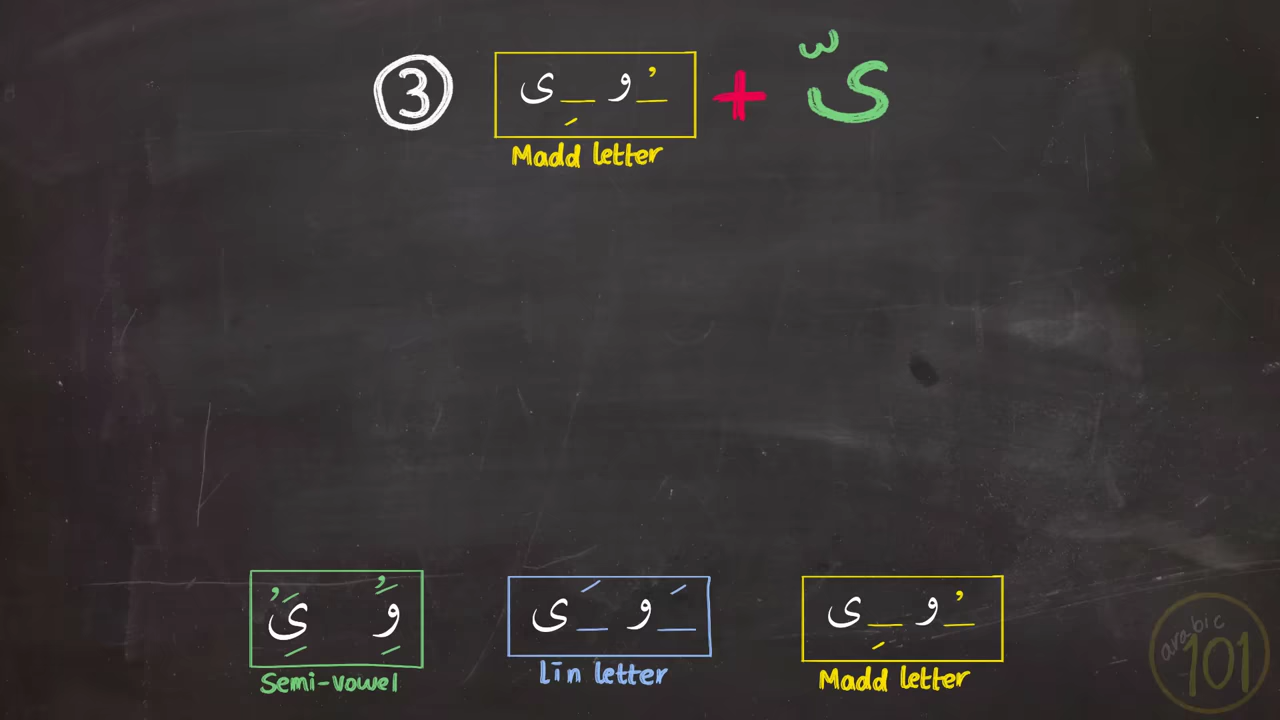 3 ـُ و ـِ ى + ىّ
Madd letter
وَُِ ىَُِ
Semi-vowel
ـَ و ـَ ى
līn letter
ـُ و ـِ ى
Madd letter
arabic 101